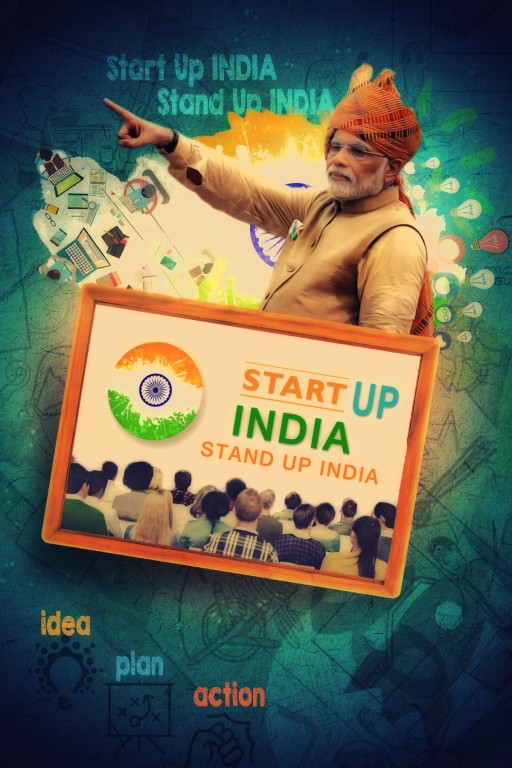 Start Up INDIA
Stand Up INDIA
START UP
INDIA
STAND UP INDIA
idea
plan
action